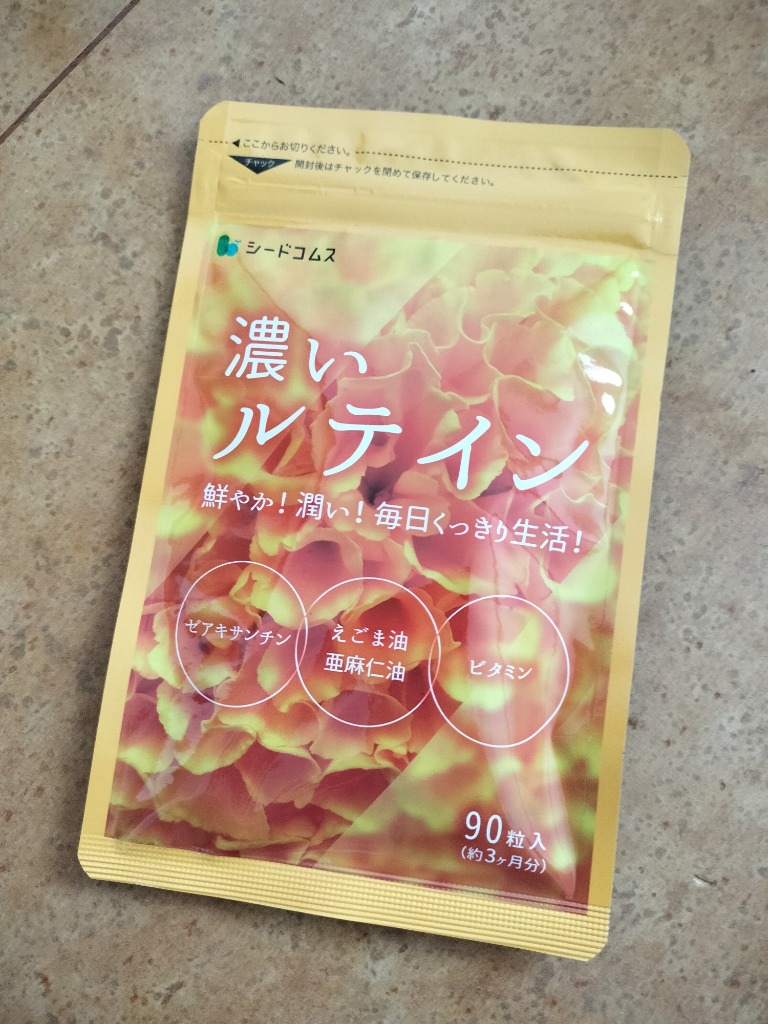 ◀ここからお切りください。
チャック
開封後はチャックを閉めて保存してください。
シードコムス
濃い
ルテイン
鮮やか!潤い!毎日くっきり生活!
ゼアキサンチン
えごま油
亜麻仁油
ビタミン
90粒入
(約3ヶ月分)